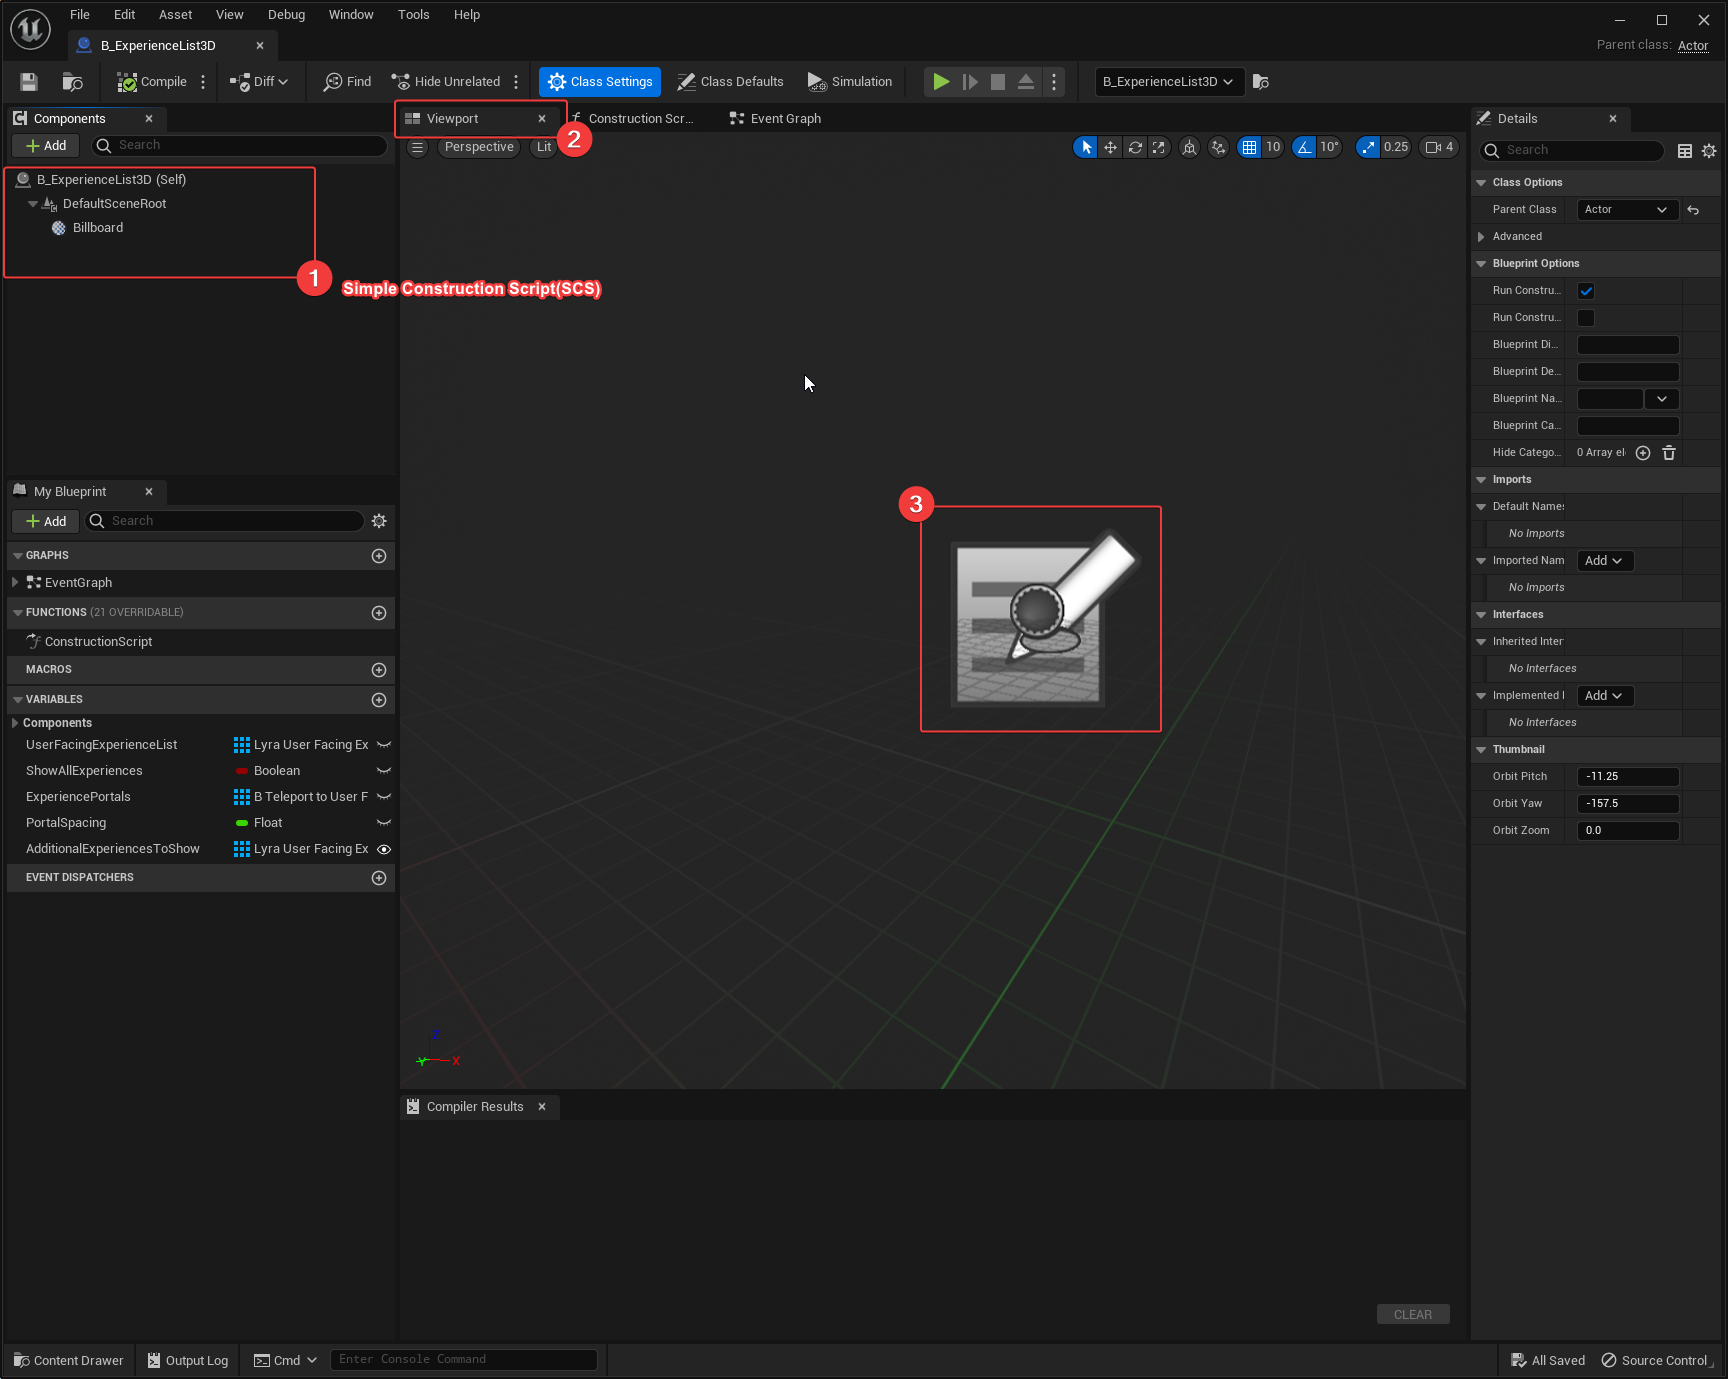 File Edit Asset View Debug Window Tools Help
B_ExperienceList3D
Parent class: Actor
Compile Diff Find Hide Unrelated Class Settings Class Defaults Simulation B_ExperienceList3D
Components
Add Search
B_ExperienceList3D (Self)
DefaultSceneRoot
Billboard
1
Simple Construction Script(SCS)
Viewport Construction Scr... Event Graph
2
Perspective Lit 10 10° 0.25 4
3
Z
Y X
My Blueprint
Add Search
GRAPHS
EventGraph
FUNCTIONS (21 OVERRIDABLE)
ConstructionScript
MACROS
VARIABLES
Components
UserFacingExperienceList Lyra User Facing Ex
ShowAllExperiences Boolean
ExperiencePortals B Teleport to User F
PortalSpacing Float
AdditionalExperiencesToShow Lyra User Facing Ex
EVENT DISPATCHERS
Compiler Results
CLEAR
Details
Search
Class Options
Parent Class Actor
Advanced
Blueprint Options
Run Constru...
Run Constru...
Blueprint Di...
Blueprint De...
Blueprint Na...
Blueprint Ca...
Hide Catego... 0 Array el
Imports
Default Name
No Imports
Imported Nam Add
No Imports
Interfaces
Inherited Inter
No Interfaces
Implemented I Add
No Interfaces
Thumbnail
Orbit Pitch -11.25
Orbit Yaw -157.5
Orbit Zoom 0.0
Content Drawer Output Log Cmd Enter Console Command All Saved Source Control